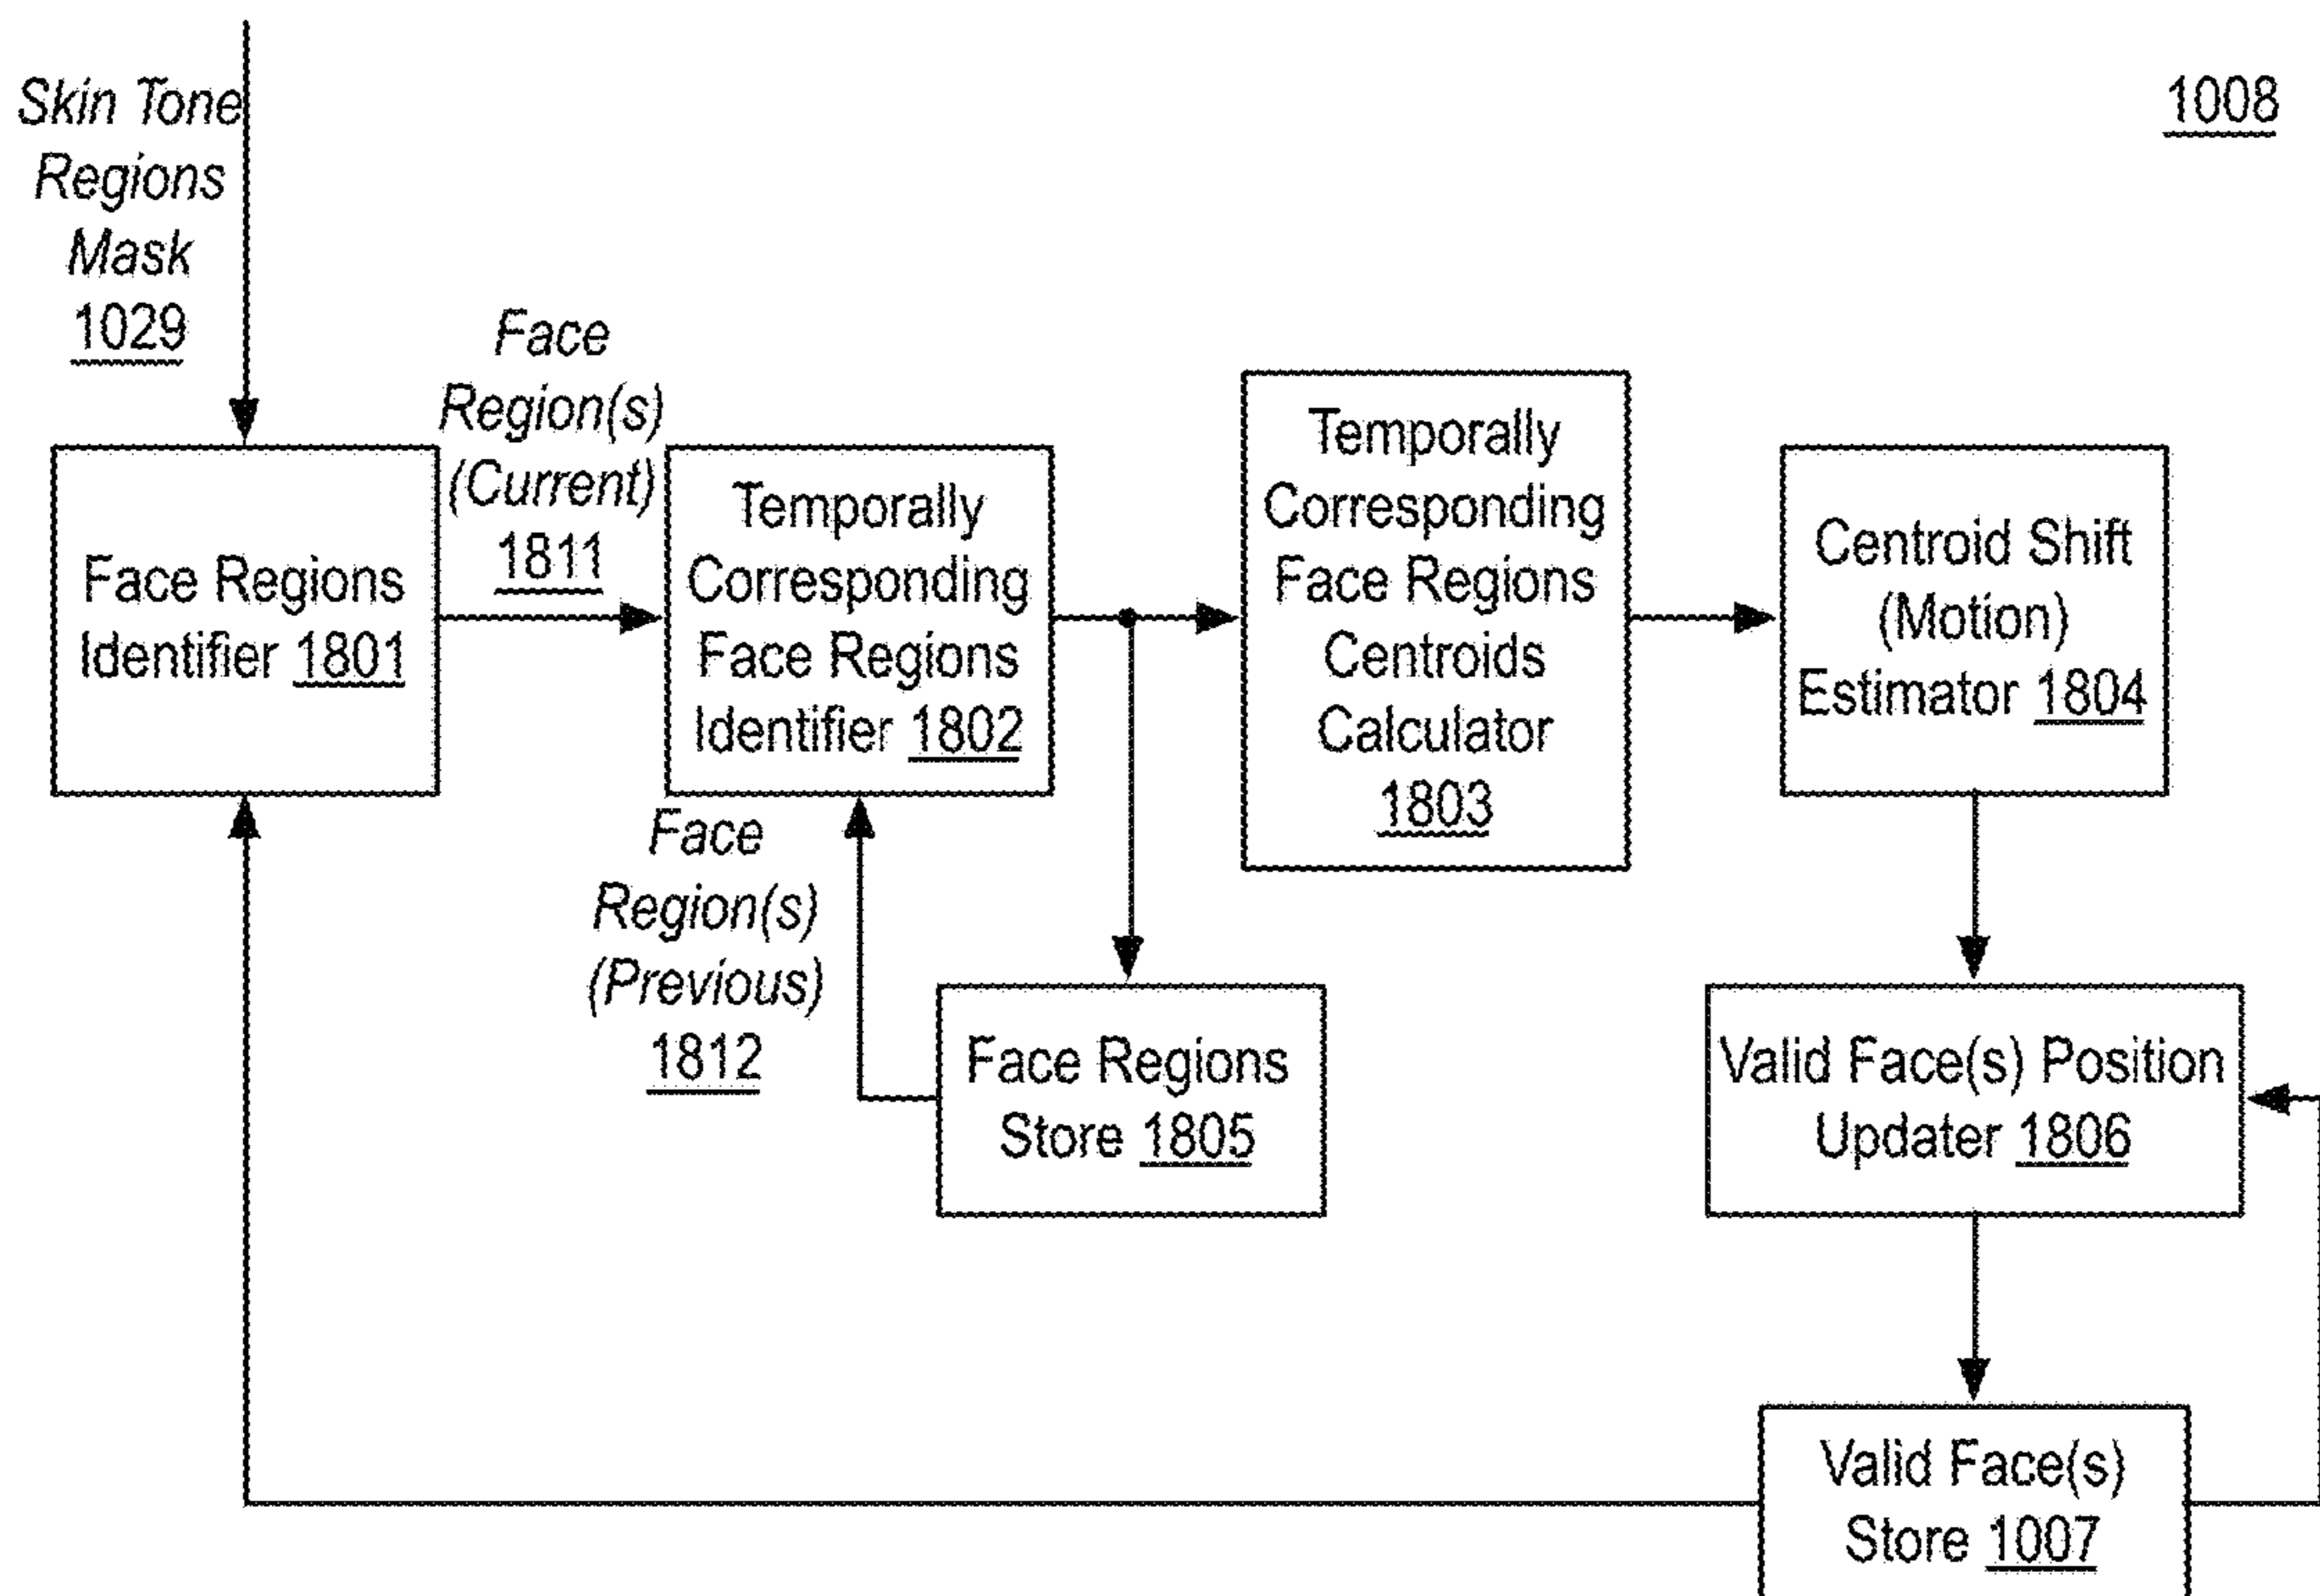 1008
Skin Tone
Regions
Mask
1029
Face
Region(s)
(Current)
1811
Face Regions
Identifier 1801
Temporally
Corresponding
Face Regions
Identifier 1802
Temporally
Corresponding
Face Regions
Centroids
Calculator
1803
Centroid Shift
(Motion)
Estimator 1804
Face
Region(s)
(Previous)
1812
Face Regions
Store 1805
Valid Face(s) Position
Updater 1806
Valid Face(s)
Store 1007